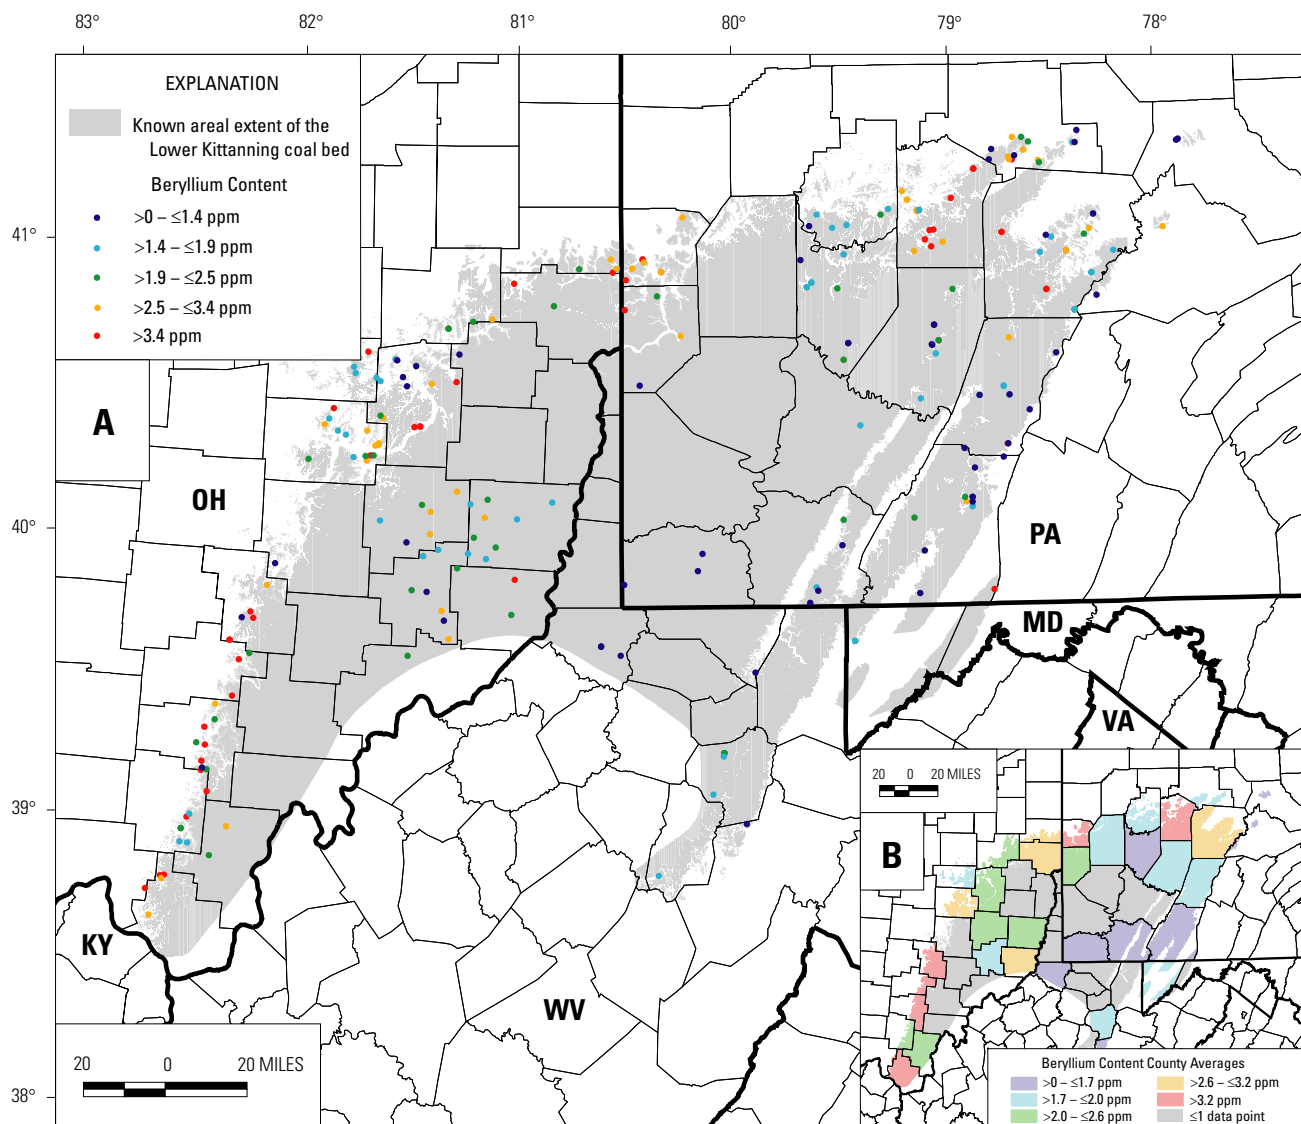 83° 82° 81° 80° 79° 78°
EXPLANATION
Known areal extent of the
Lower Kittanning coal bed
Beryllium Content
>0 – ≤1.4 ppm
>1.4 – ≤1.9 ppm
>1.9 – ≤2.5 ppm
>2.5 – ≤3.4 ppm
>3.4 ppm
41°
A
OH
40°
PA
MD
VA
39°
20 0 20 MILES
B
KY
WV
20 0 20 MILES
38°
Beryllium Content County Averages
>0 – ≤1.7 ppm
>1.7 – ≤2.0 ppm
>2.0 – ≤2.6 ppm
>2.6 – ≤3.2 ppm
>3.2 ppm
≤1 data point